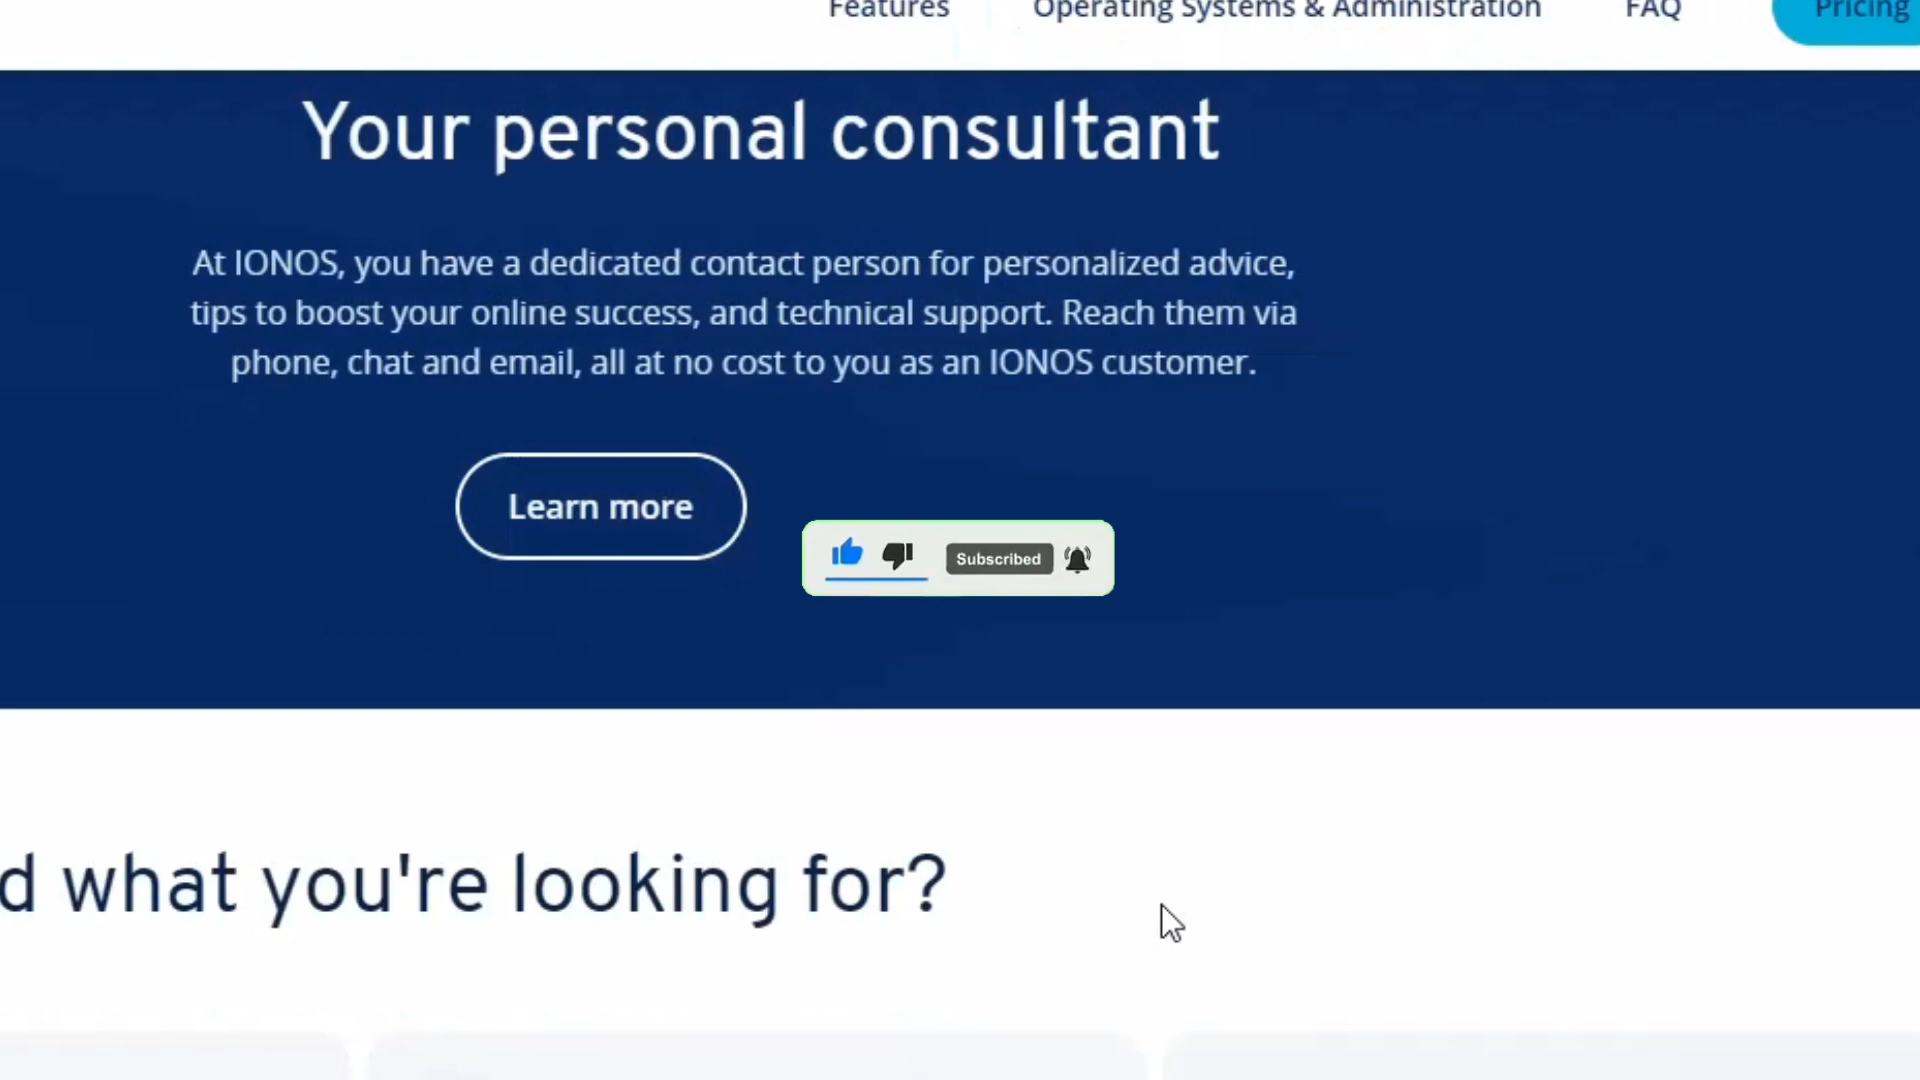 Features Operating Systems & Administration FAQ Pricing
Your personal consultant
At IONOS, you have a dedicated contact person for personalized advice,
tips to boost your online success, and technical support. Reach them via
phone, chat and email, all at no cost to you as an IONOS customer.
Learn more
Subscribed
d what you're looking for?